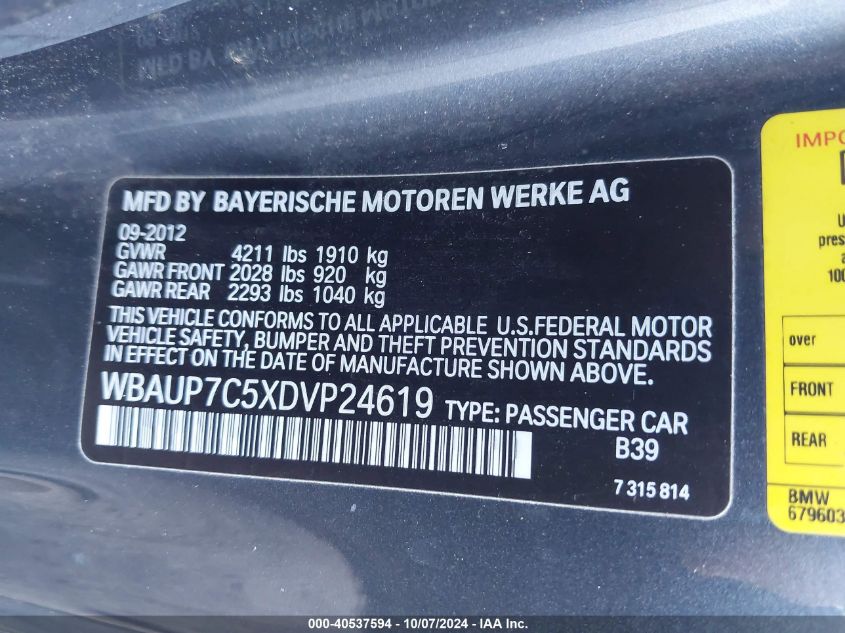 MFD BY BAYERISCHE MOTOREN WERKE AG
09-2012
GVWR 4211 lbs 1910 kg
GAWR FRONT 2028 lbs 920 kg
GAWR REAR 2293 lbs 1040 kg
THIS VEHICLE CONFORMS TO ALL APPLICABLE U.S.FEDERAL MOTOR
VEHICLE SAFETY, BUMPER AND THEFT PREVENTION STANDARDS
IN EFFECT ON THE DATE OF MANUFACTURE SHOWN ABOVE.
WBAUP7C5XDVP24619 TYPE: PASSENGER CAR
B39
7 315 814
over
FRONT
REAR
BMW
679603
000-40537594 - 10/07/2024 - IAA Inc.